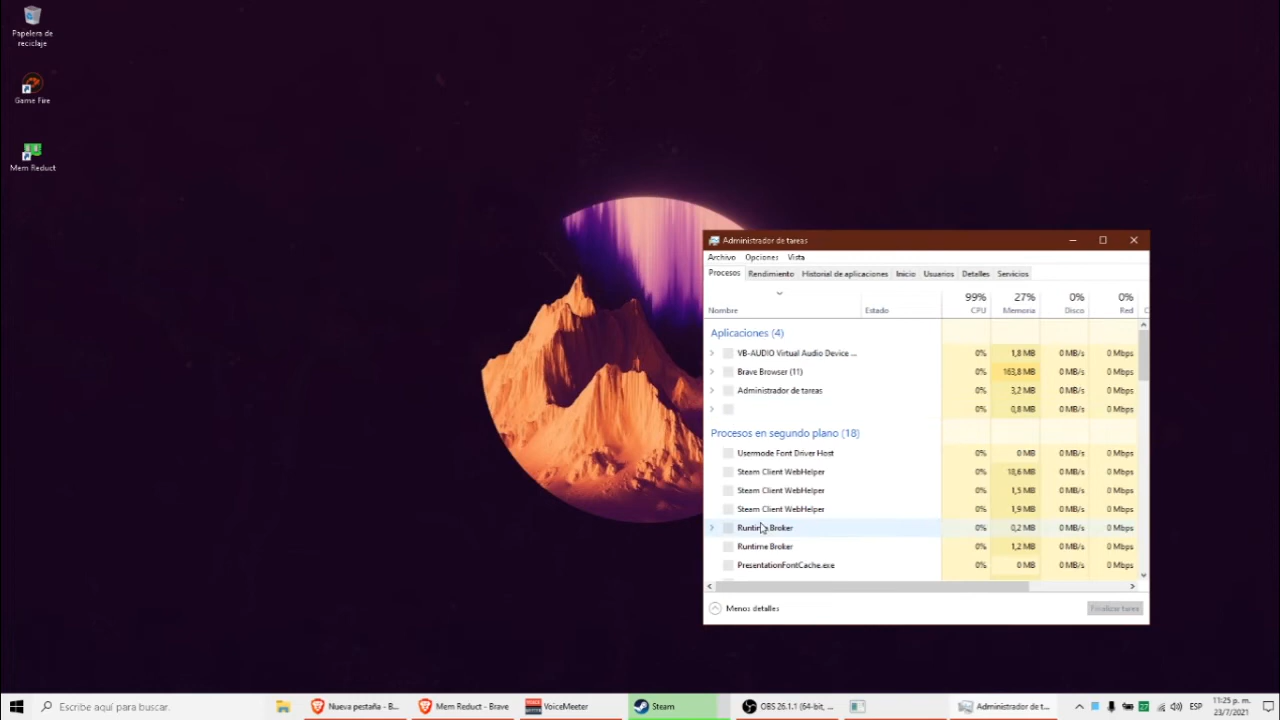 Papelera de
reciclaje
Game Fire
Mem Reduct
Administrador de tareas
Archivo Opciones Vista
Procesos Rendimiento Historial de aplicaciones Inicio Usuarios Detalles Servicios
99% 27% 0% 0%
Nombre Estado CPU Memoria Disco Red C
Aplicaciones (4)
VB-AUDIO Virtual Audio Device ... 0% 1,8 MB 0 MB/s 0 Mbps
Brave Browser (11) 0% 163,8 MB 0 MB/s 0 Mbps
Administrador de tareas 0% 3,2 MB 0 MB/s 0 Mbps
0% 0,8 MB 0 MB/s 0 Mbps
Procesos en segundo plano (18)
Usermode Font Driver Host 0% 0 MB 0 MB/s 0 Mbps
Steam Client WebHelper 0% 18,6 MB 0 MB/s 0 Mbps
Steam Client WebHelper 0% 1,5 MB 0 MB/s 0 Mbps
Steam Client WebHelper 0% 1,9 MB 0 MB/s 0 Mbps
Runtime Broker 0% 0,2 MB 0 MB/s 0 Mbps
Runtime Broker 0% 1,2 MB 0 MB/s 0 Mbps
PresentationFontCache.exe 0% 0 MB 0 MB/s 0 Mbps
Menos detalles Finalizar tarea
Escribe aquí para buscar. Nueva pestaña - B... Mem Reduct - Brave VoiceMeeter Steam OBS 26.1.1 (64-bit, ... Administrador de t... ESP 11:25 p. m.
23/7/2021